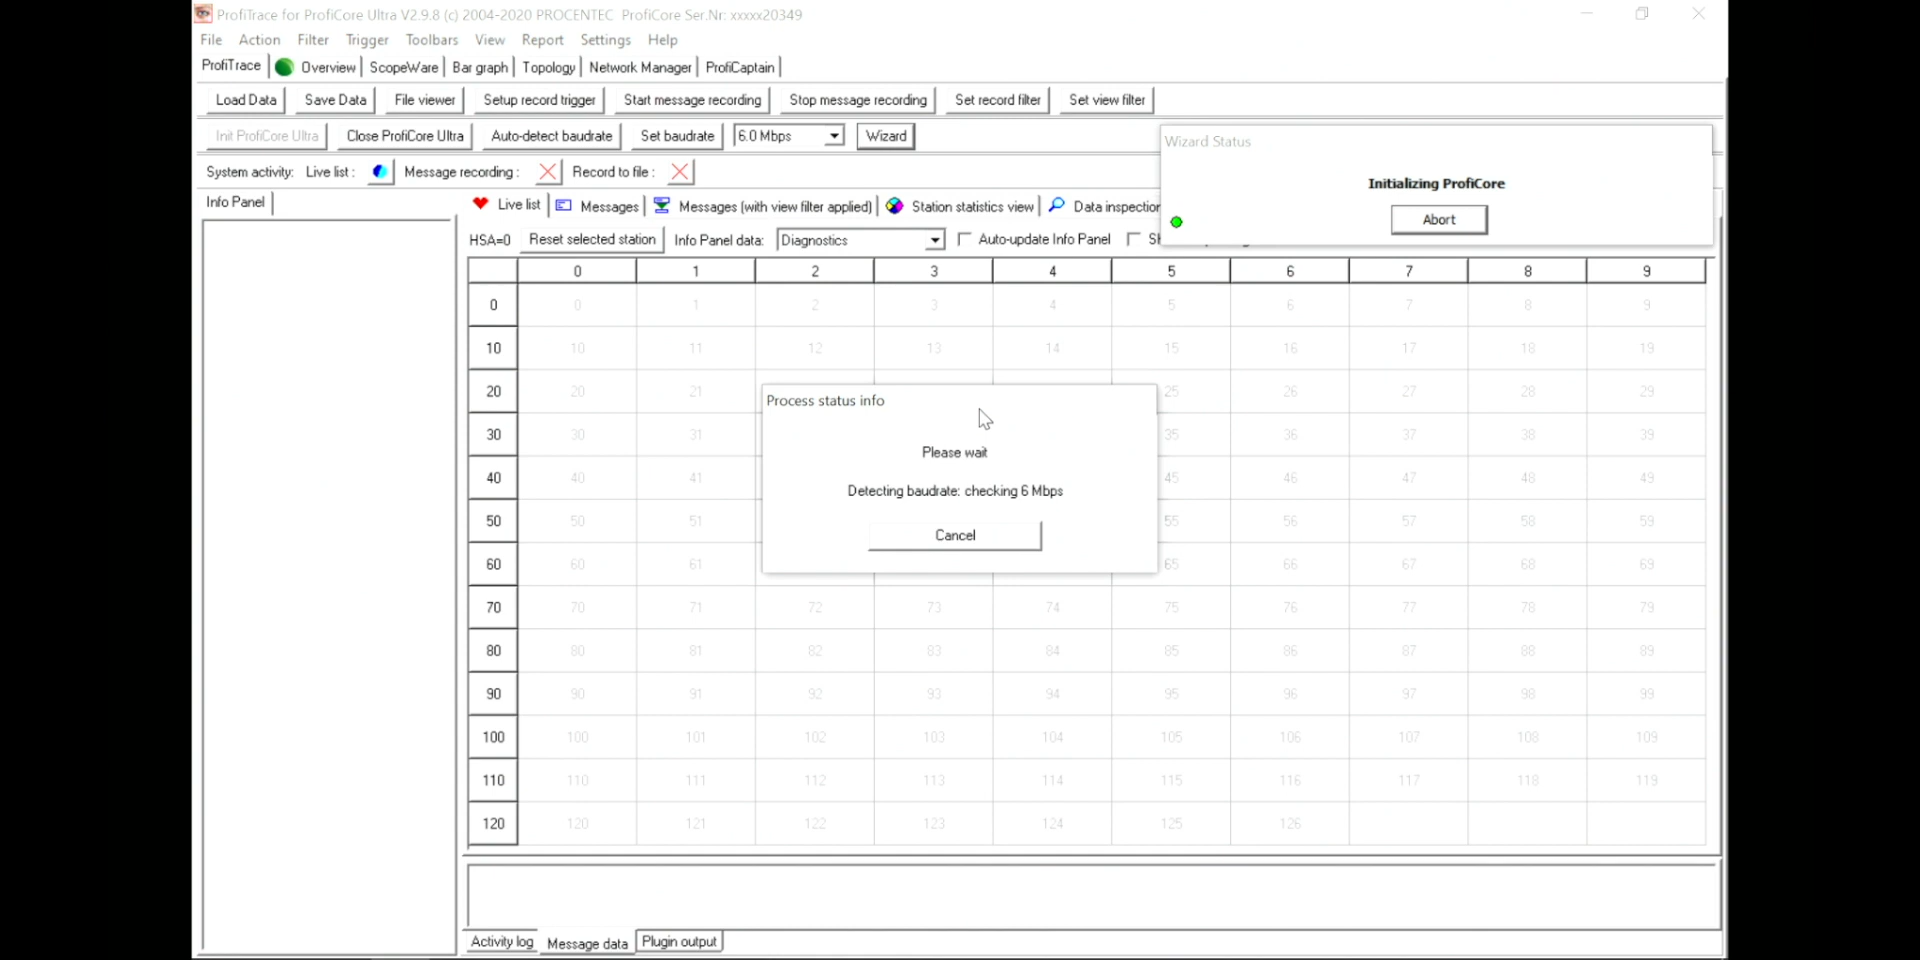 ProfiTrace for ProfiCore Ultra V2.9.8 (c) 2004-2020 PROCENTEC  ProfiCore Ser.Nr: xxxxx20349
File Action Filter Trigger Toolbars View Report Settings Help
ProfiTrace Overview ScopeWare Bar graph Topology Network Manager ProfiCaptain
Load Data Save Data File viewer Setup record trigger Start message recording Stop message recording Set record filter Set view filter
Init ProfiCore Ultra Close ProfiCore Ultra Auto-detect baudrate Set baudrate 6.0 Mbps Wizard
Wizard Status
Initializing ProfiCore
Abort
System activity: Live list : Message recording : Record to file :
Info Panel
Live list Messages Messages (with view filter applied) Station statistics view Data inspection
HSA=0 Reset selected station Info Panel data: Diagnostics Auto-update Info Panel
0 1 2 3 4 5 6 7 8 9
0 0 1 2 3 4 5 6 7 8 9
10 10 11 12 13 14 15 16 17 18 19
20 20 21 25 26 27 28 29
30 30 31 35 36 37 38 39
40 40 41 45 46 47 48 49
50 50 51 55 56 57 58 59
60 60 61 65 66 67 68 69
70 70 71 72 73 74 75 76 77 78 79
80 80 81 82 83 84 85 86 87 88 89
90 90 91 92 93 94 95 96 97 98 99
100 100 101 102 103 104 105 106 107 108 109
110 110 111 112 113 114 115 116 117 118 119
120 120 121 122 123 124 125 126
Process status info
Please wait
Detecting baudrate: checking 6 Mbps
Cancel
Activity log Message data Plugin output